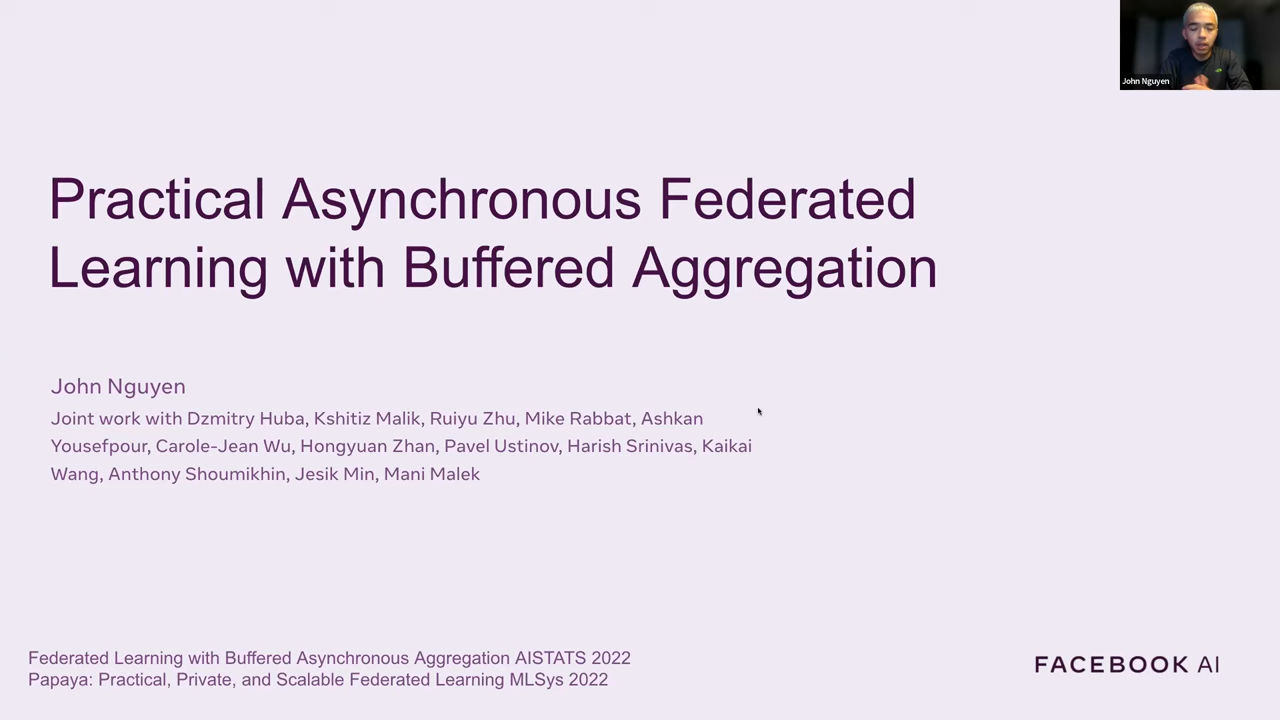 John Nguyen
Practical Asynchronous Federated
Learning with Buffered Aggregation
John Nguyen
Joint work with Dzmitry Huba, Kshitiz Malik, Ruiyu Zhu, Mike Rabbat, Ashkan
Yousefpour, Carole-Jean Wu, Hongyuan Zhan, Pavel Ustinov, Harish Srinivas, Kaikai
Wang, Anthony Shoumikhin, Jesik Min, Mani Malek
Federated Learning with Buffered Asynchronous Aggregation AISTATS 2022
Papaya: Practical, Private, and Scalable Federated Learning MLSys 2022
FACEBOOK AI